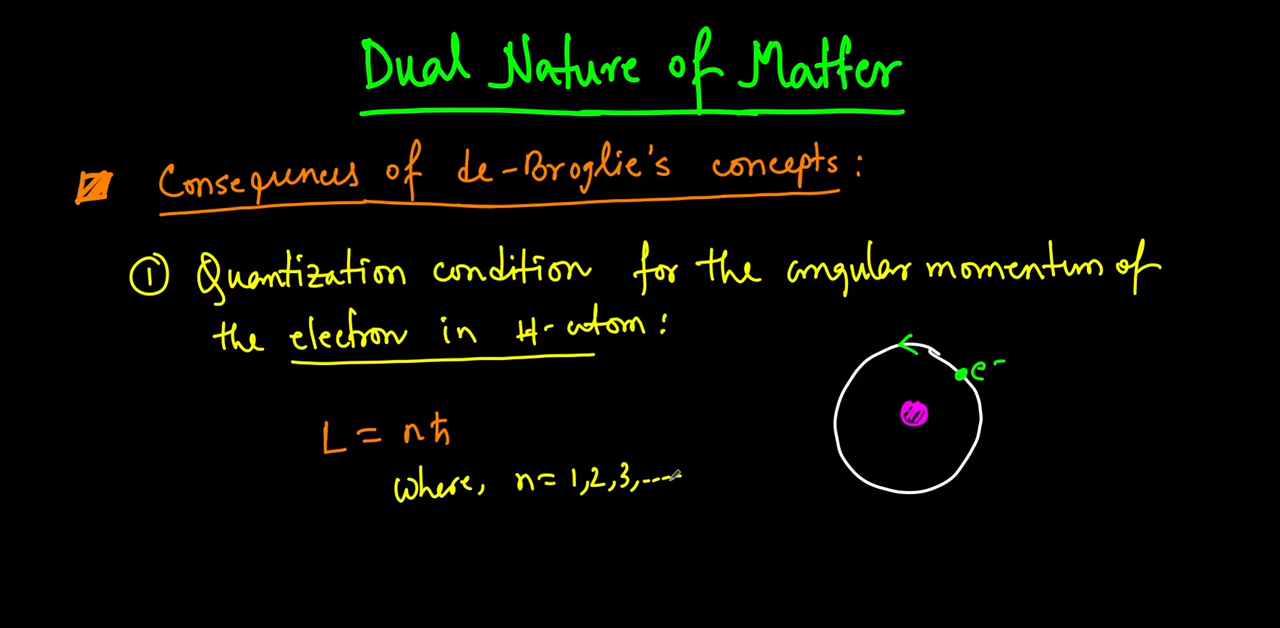 Dual Nature of Matter
Consequences of de-Broglie's concepts :
① Quantization condition for the angular momentum of
the electron in H-atom :
e-
L = nħ
where, n = 1,2,3,----